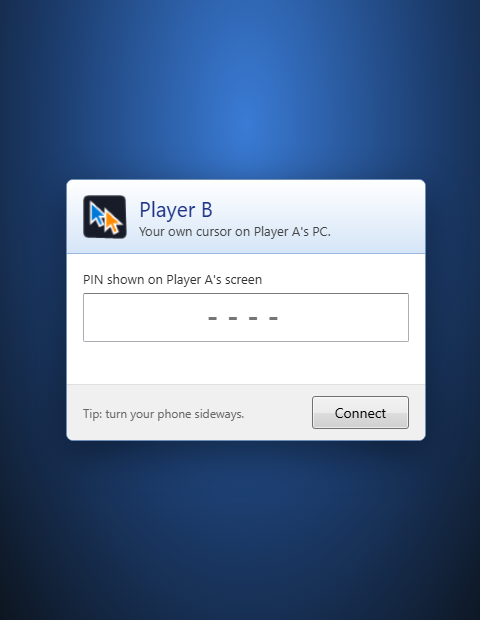 Player B
Your own cursor on Player A's PC.
PIN shown on Player A's screen
- - - -
Tip: turn your phone sideways.
Connect